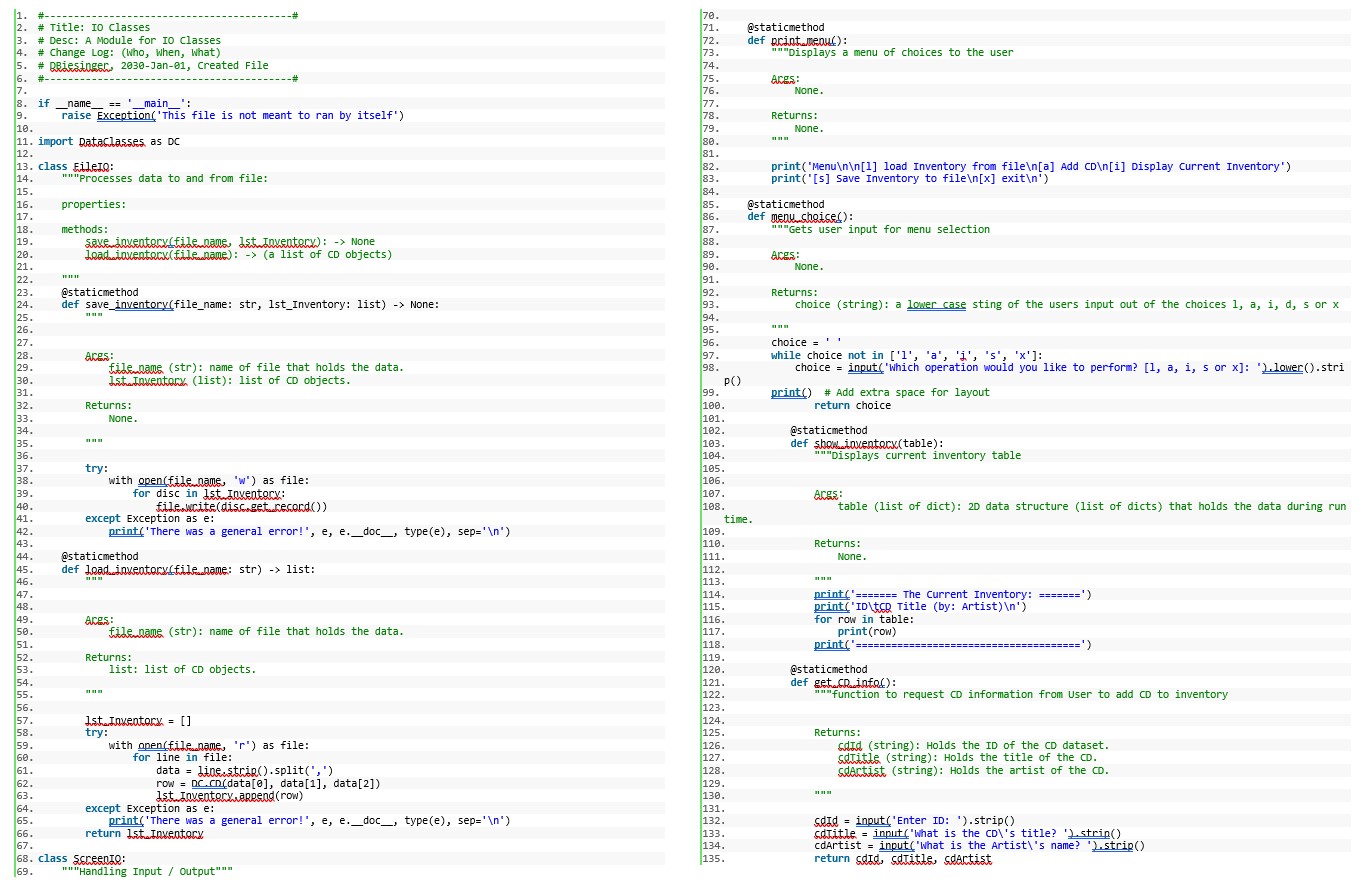 1. #------------------------------------------#
2. # Title: IO Classes
3. # Desc: A Module for IO Classes
4. # Change Log: (Who, When, What)
5. # DBiesinger, 2030-Jan-01, Created File
6. #------------------------------------------#
7.
8. if __name__ == '__main__':
9.     raise Exception('This file is not meant to ran by itself')
10.
11. import DataClasses as DC
12.
13. class FileIO:
14.     """Processes data to and from file:
15.
16.     properties:
17.
18.     methods:
19.         save_inventory(file_name, lst_Inventory): -> None
20.         load_inventory(file_name): -> (a list of CD objects)
21.
22.     """
23.     @staticmethod
24.     def save_inventory(file_name: str, lst_Inventory: list) -> None:
25.         """
26.
27.
28.         Args:
29.             file_name (str): name of file that holds the data.
30.             lst_Inventory (list): list of CD objects.
31.
32.         Returns:
33.             None.
34.
35.         """
36.
37.         try:
38.             with open(file_name, 'w') as file:
39.                 for disc in lst_Inventory:
40.                     file.write(disc.get_record())
41.         except Exception as e:
42.             print('There was a general error!', e, e.__doc__, type(e), sep='\n')
43.
44.     @staticmethod
45.     def load_inventory(file_name: str) -> list:
46.         """
47.
48.
49.         Args:
50.             file_name (str): name of file that holds the data.
51.
52.         Returns:
53.             list: list of CD objects.
54.
55.         """
56.
57.         lst_Inventory = []
58.         try:
59.             with open(file_name, 'r') as file:
60.                 for line in file:
61.                     data = line.strip().split(',')
62.                     row = DC.CD(data[0], data[1], data[2])
63.                     lst_Inventory.append(row)
64.         except Exception as e:
65.             print('There was a general error!', e, e.__doc__, type(e), sep='\n')
66.         return lst_Inventory
67.
68. class ScreenIO:
69.     """Handling Input / Output"""
70.
71.     @staticmethod
72.     def print_menu():
73.         """Displays a menu of choices to the user
74.
75.         Args:
76.             None.
77.
78.         Returns:
79.             None.
80.         """
81.
82.         print('Menu\n\n[l] load Inventory from file\n[a] Add CD\n[i] Display Current Inventory')
83.         print('[s] Save Inventory to file\n[x] exit\n')
84.
85.     @staticmethod
86.     def menu_choice():
87.         """Gets user input for menu selection
88.
89.         Args:
90.             None.
91.
92.         Returns:
93.             choice (string): a lower case sting of the users input out of the choices l, a, i, d, s or x
94.
95.         """
96.         choice = ' '
97.         while choice not in ['l', 'a', 'i', 's', 'x']:
98.             choice = input('Which operation would you like to perform? [l, a, i, s or x]: ').lower().stri
p()
99.         print()  # Add extra space for layout
100.         return choice
101.
102.     @staticmethod
103.     def show_inventory(table):
104.         """Displays current inventory table
105.
106.
107.         Args:
108.             table (list of dict): 2D data structure (list of dicts) that holds the data during run
time.
109.
110.         Returns:
111.             None.
112.
113.         """
114.         print('======= The Current Inventory: =======')
115.         print('ID\tCD Title (by: Artist)\n')
116.         for row in table:
117.             print(row)
118.         print('======================================')
119.
120.     @staticmethod
121.     def get_CD_info():
122.         """function to request CD information from User to add CD to inventory
123.
124.
125.         Returns:
126.             cdId (string): Holds the ID of the CD dataset.
127.             cdTitle (string): Holds the title of the CD.
128.             cdArtist (string): Holds the artist of the CD.
129.
130.         """
131.
132.         cdId = input('Enter ID: ').strip()
133.         cdTitle = input('What is the CD\'s title? ').strip()
134.         cdArtist = input('What is the Artist\'s name? ').strip()
135.         return cdId, cdTitle, cdArtist